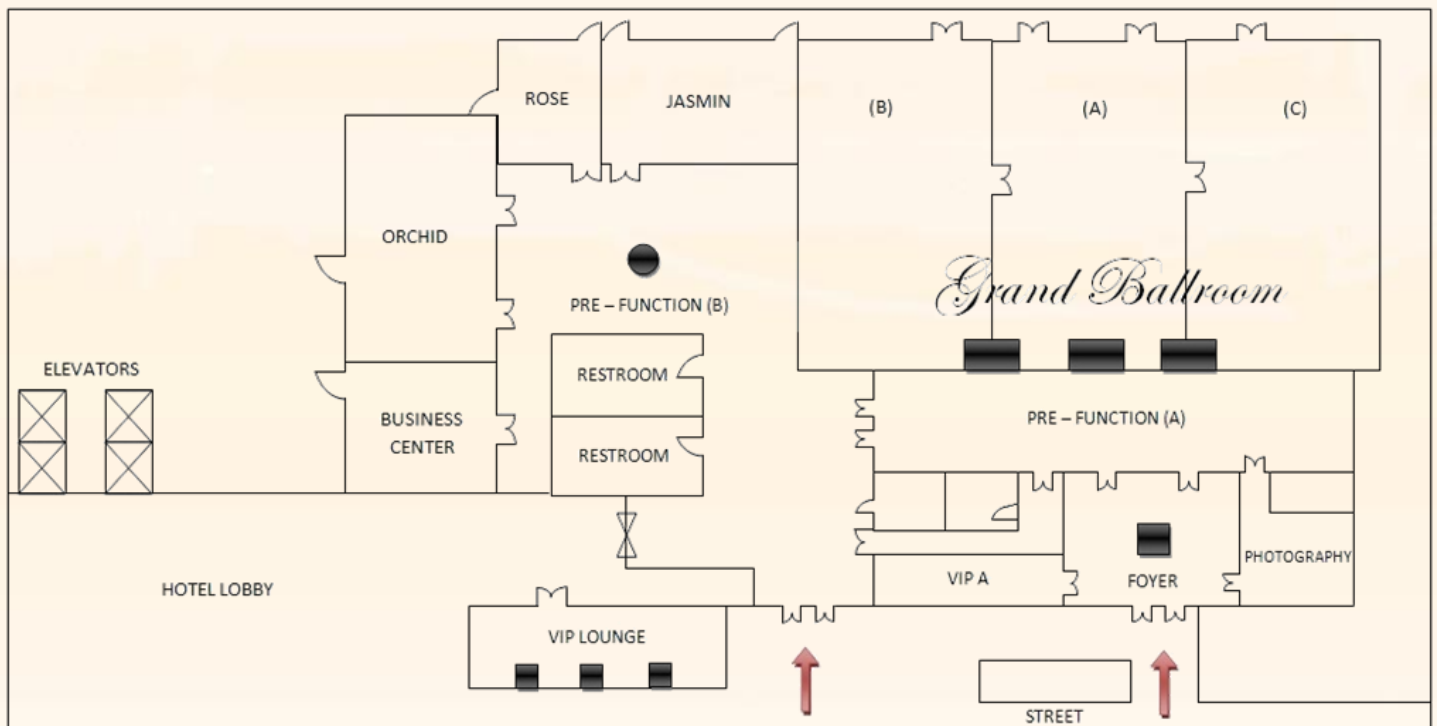 ROSE
JASMIN
(B)
(A)
(C)
ORCHID
Grand Ballroom
PRE – FUNCTION (B)
ELEVATORS
RESTROOM
BUSINESS
CENTER
PRE – FUNCTION (A)
RESTROOM
PHOTOGRAPHY
VIP A
FOYER
HOTEL LOBBY
VIP LOUNGE
STREET